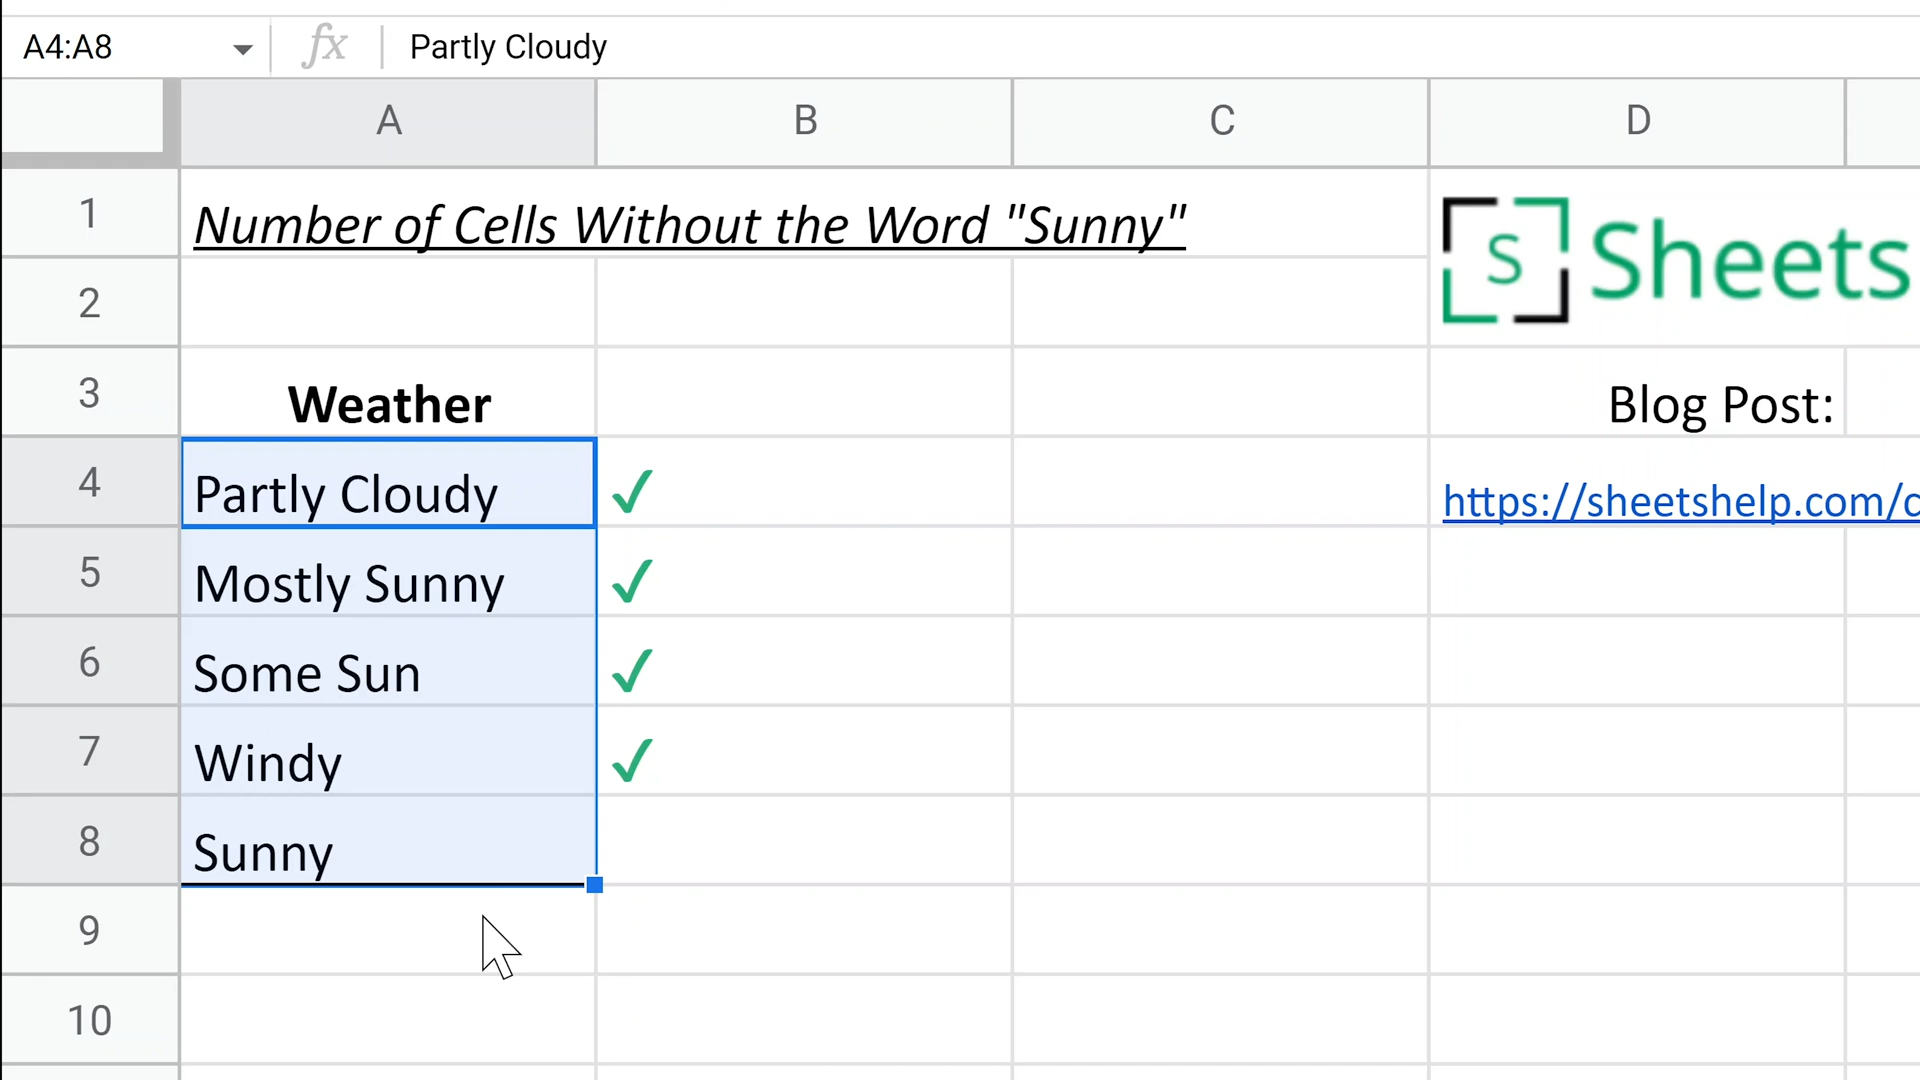 A4:A8 fx Partly Cloudy
A B C D
1 Number of Cells Without the Word "Sunny" S Sheets
2
3 Weather Blog Post:
4 Partly Cloudy ✓ https://sheetshelp.com/c
5 Mostly Sunny ✓
6 Some Sun ✓
7 Windy ✓
8 Sunny
9
10